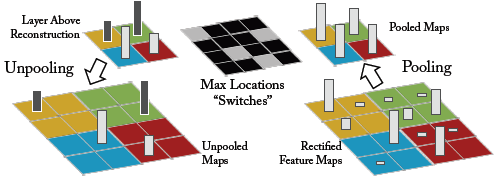 Layer Above
Reconstruction
Pooled Maps
Unpooling
Max Locations
“Switches”
Pooling
Unpooled
Maps
Rectified
Feature Maps